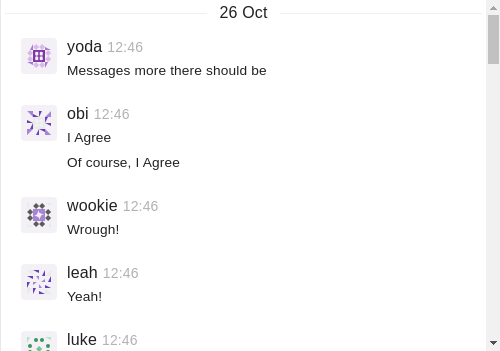 26 Oct
yoda 12:46
Messages more there should be
obi 12:46
I Agree
Of course, I Agree
wookie 12:46
Wrough!
leah 12:46
Yeah!
luke 12:46